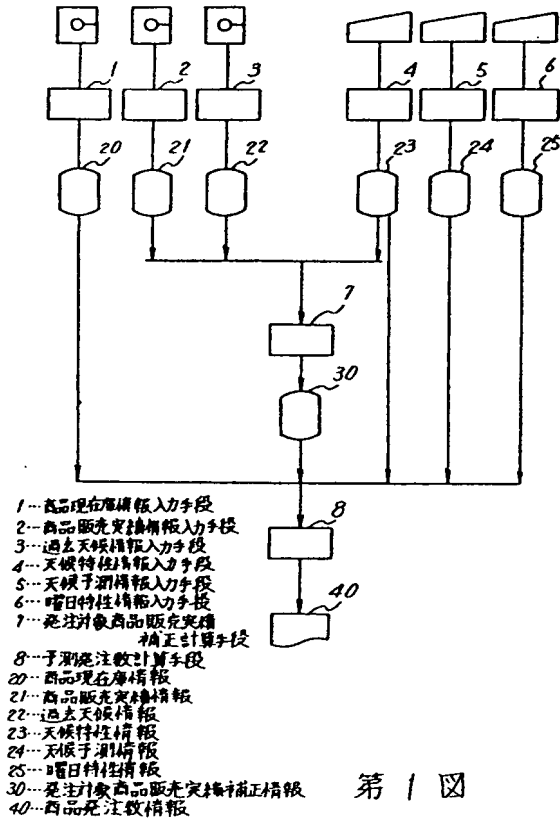 1
2
3
4
5
6
20
21
22
23
24
25
7
30
8
40
1…商品現在庫情報入力手段
2…商品販売実績情報入力手段
3…過去天候情報入力手段
4…天候特性情報入力手段
5…天候予測情報入力手段
6…曜日特性情報入力手段
7…発注対象商品販売実績
補正計算手段
8…予測発注数計算手段
20…商品現在庫情報
21…商品販売実績情報
22…過去天候情報
23…天候特性情報
24…天候予測情報
25…曜日特性情報
30…発注対象商品販売実績補正情報
40…商品発注数情報
第1図